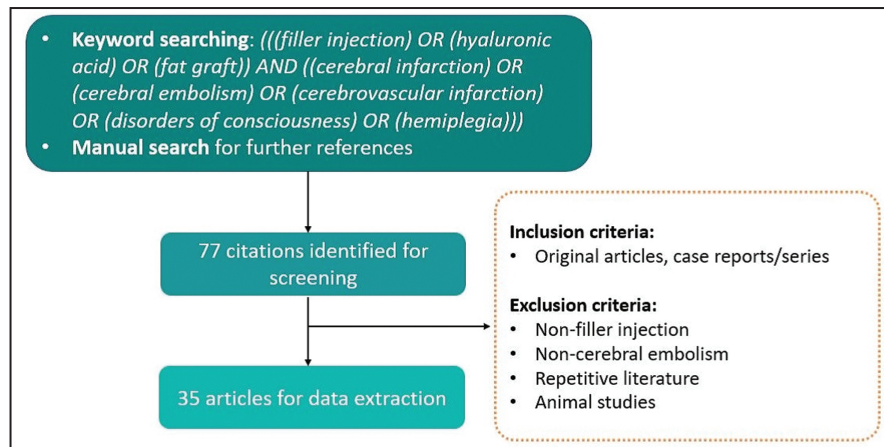 • Keyword searching: (((filler injection) OR (hyaluronic
acid) OR (fat graft)) AND ((cerebral infarction) OR
(cerebral embolism) OR (cerebrovascular infarction)
OR (disorders of consciousness) OR (hemiplegia)))
• Manual search for further references
77 citations identified for
screening
Inclusion criteria:
• Original articles, case reports/series
Exclusion criteria:
• Non-filler injection
• Non-cerebral embolism
• Repetitive literature
• Animal studies
35 articles for data extraction